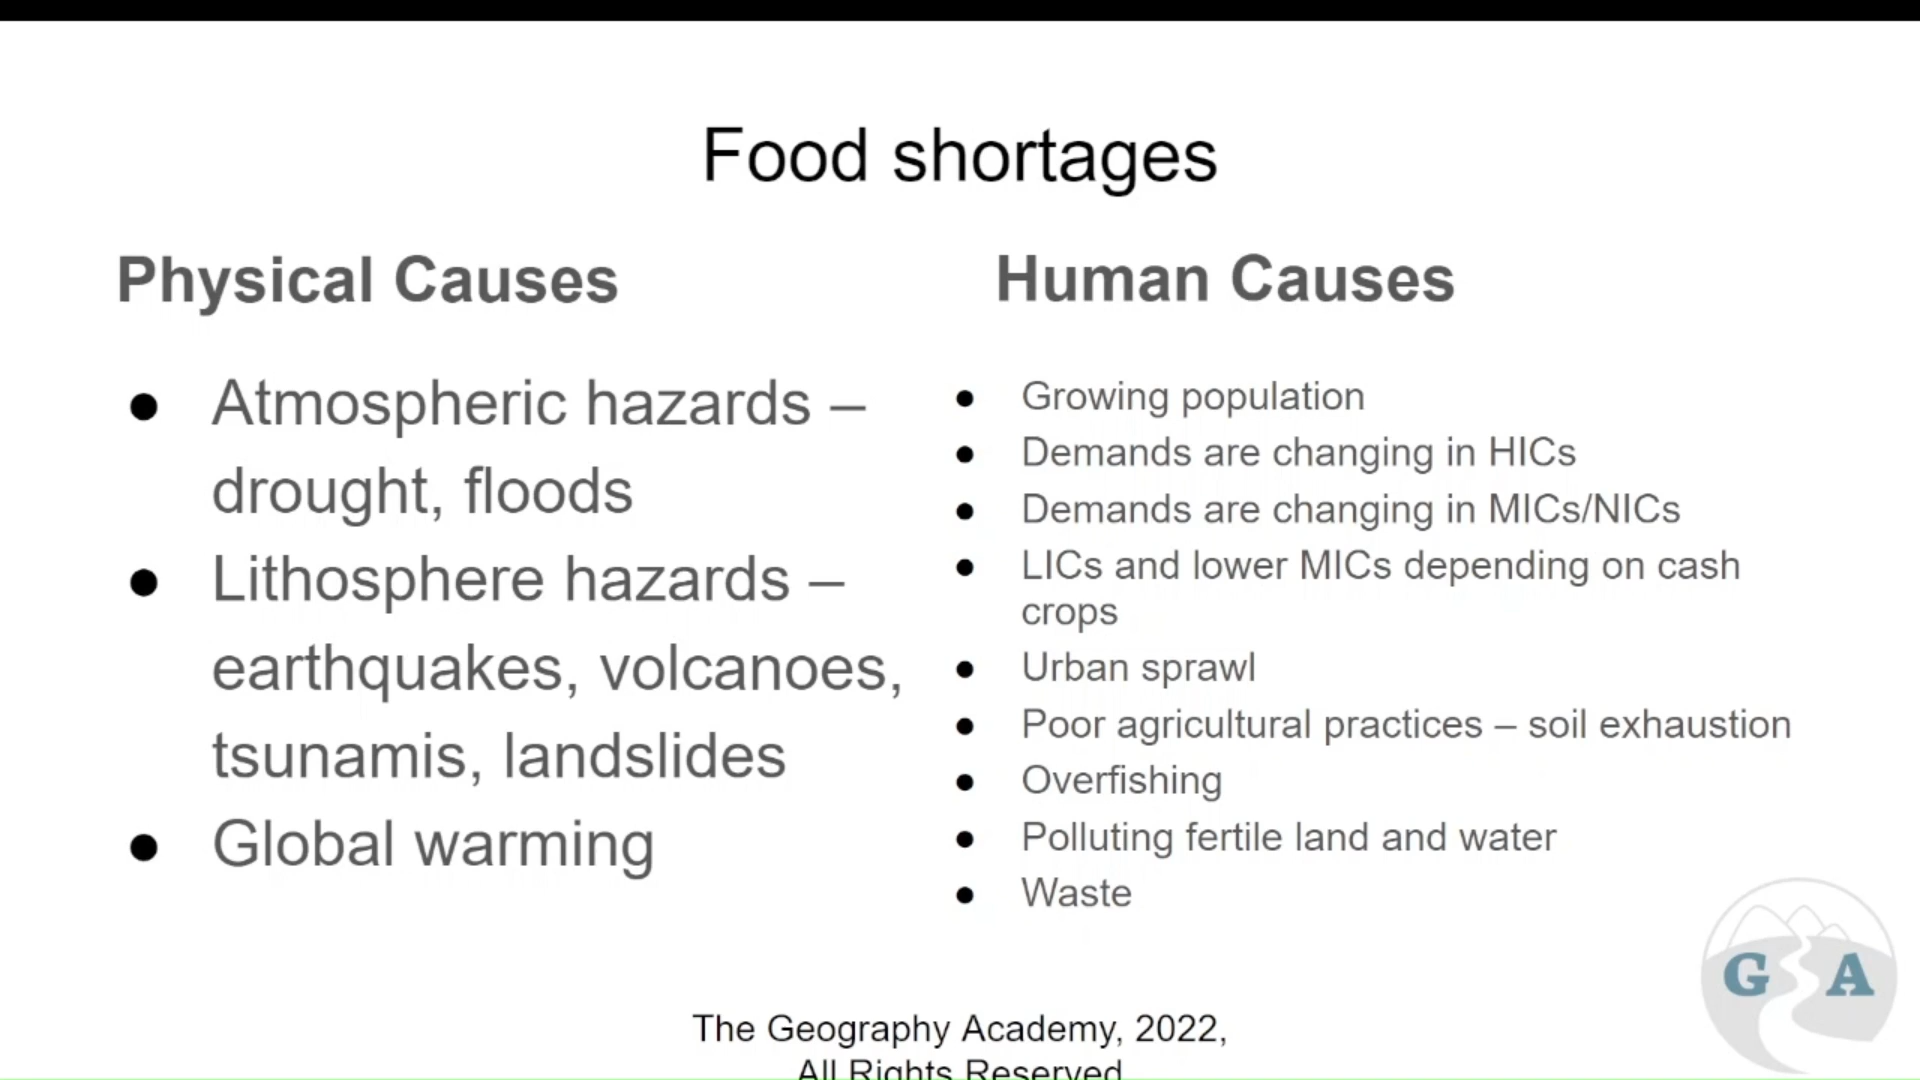 Food shortages
Physical Causes
● Atmospheric hazards –
drought, floods
● Lithosphere hazards –
earthquakes, volcanoes,
tsunamis, landslides
● Global warming
Human Causes
● Growing population
● Demands are changing in HICs
● Demands are changing in MICs/NICs
● LICs and lower MICs depending on cash
crops
● Urban sprawl
● Poor agricultural practices – soil exhaustion
● Overfishing
● Polluting fertile land and water
● Waste
G A
The Geography Academy, 2022,
All Rights Reserved